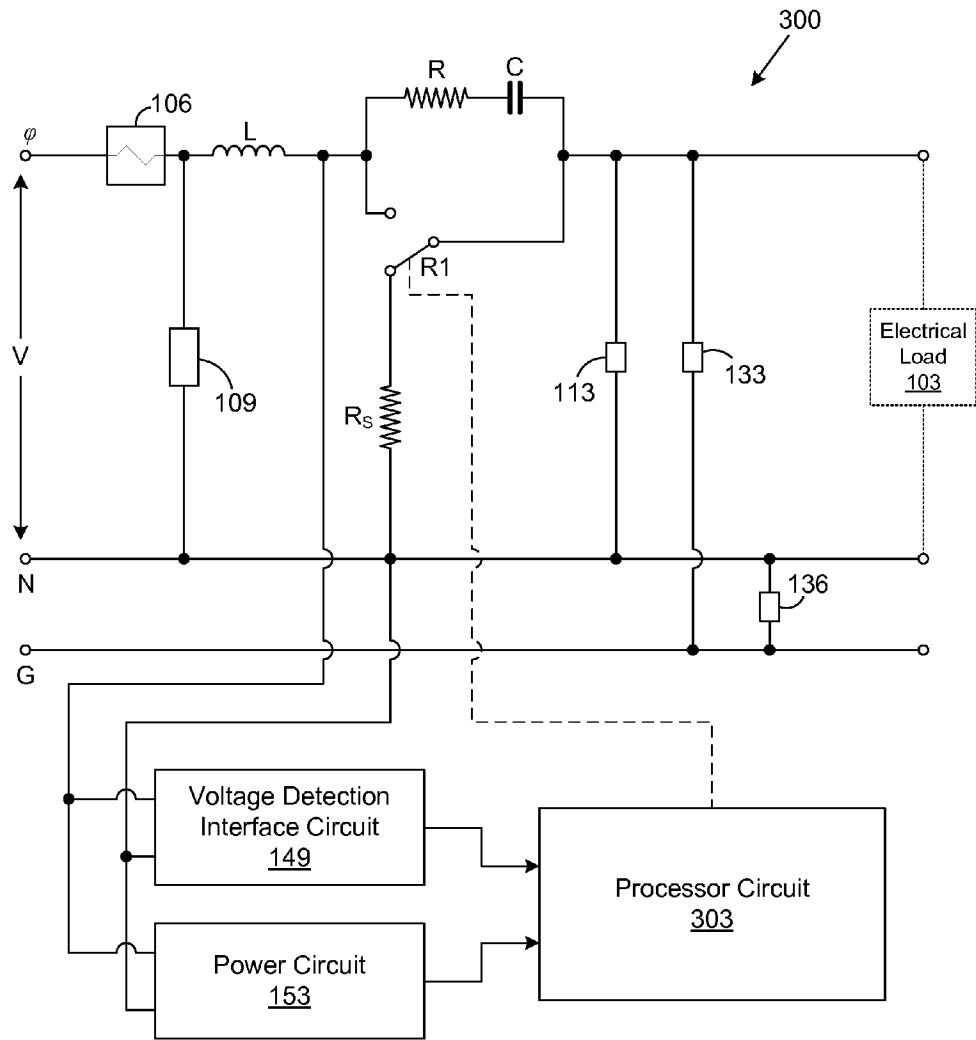 300
R
C
106
φ
L
R1
V
109
R_S
113
133
Electrical
Load
103
N
136
G
Voltage Detection
Interface Circuit
149
Processor Circuit
303
Power Circuit
153